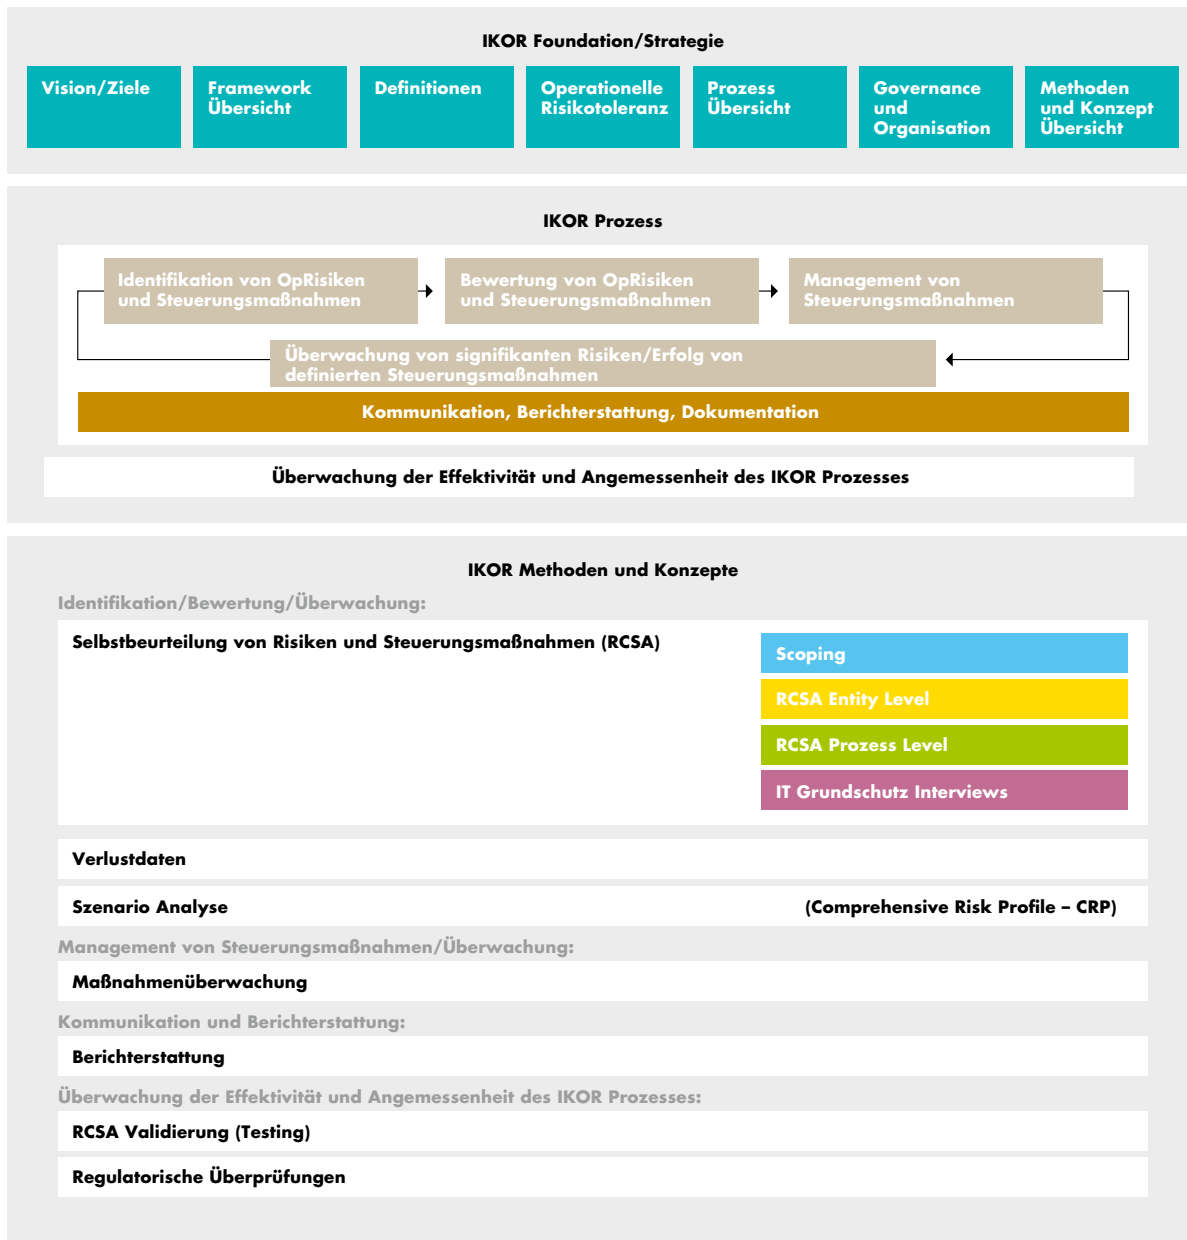 IKOR Foundation/Strategie
Vision/Ziele
Framework
Übersicht
Definitionen
Operationelle
Risikotoleranz
Prozess
Übersicht
Governance
und
Organisation
Methoden
und Konzept
Übersicht
IKOR Prozess
Identifikation von OpRisiken
und Steuerungsmaßnahmen
Bewertung von OpRisiken
und Steuerungsmaßnahmen
Management von
Steuerungsmaßnahmen
Überwachung von signifikanten Risiken/Erfolg von
definierten Steuerungsmaßnahmen
Kommunikation, Berichterstattung, Dokumentation
Überwachung der Effektivität und Angemessenheit des IKOR Prozesses
IKOR Methoden und Konzepte
Identifikation/Bewertung/Überwachung:
Selbstbeurteilung von Risiken und Steuerungsmaßnahmen (RCSA)
Scoping
RCSA Entity Level
RCSA Prozess Level
IT Grundschutz Interviews
Verlustdaten
Szenario Analyse (Comprehensive Risk Profile – CRP)
Management von Steuerungsmaßnahmen/Überwachung:
Maßnahmenüberwachung
Kommunikation und Berichterstattung:
Berichterstattung
Überwachung der Effektivität und Angemessenheit des IKOR Prozesses:
RCSA Validierung (Testing)
Regulatorische Überprüfungen